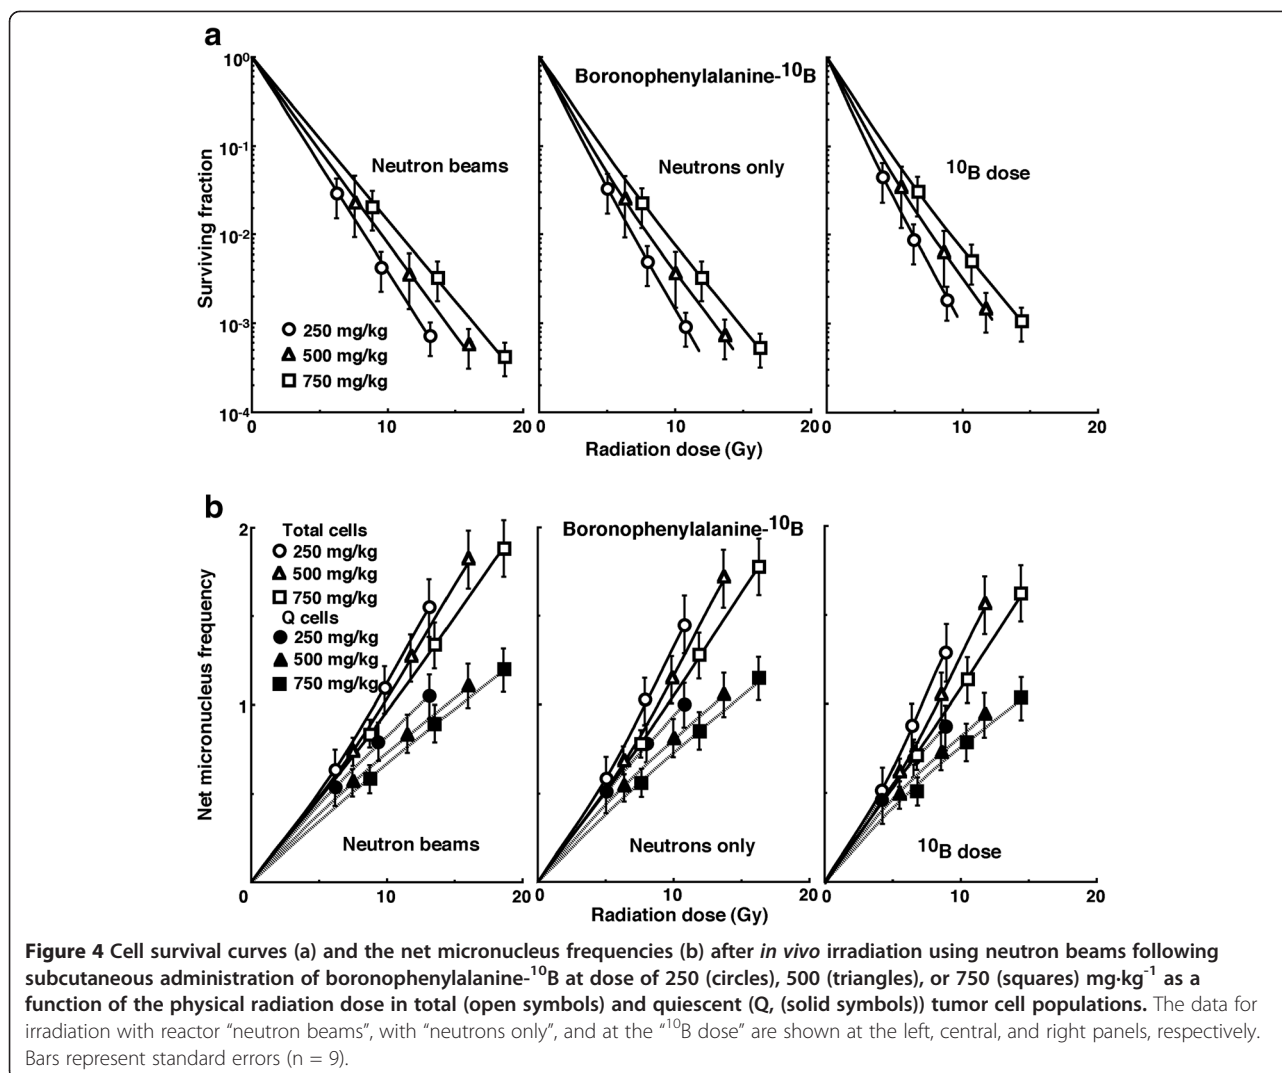 a
10⁰
10⁻¹
10⁻²
10⁻³
10⁻⁴
Surviving fraction
Neutron beams
250 mg/kg
500 mg/kg
750 mg/kg
Boronophenylalanine-¹⁰B
Neutrons only
¹⁰B dose
0 10 20 0 10 20 0 10 20
Radiation dose (Gy)
b
2
1
Net micronucleus frequency
Total cells
250 mg/kg
500 mg/kg
750 mg/kg
Q cells
250 mg/kg
500 mg/kg
750 mg/kg
Neutron beams
Boronophenylalanine-¹⁰B
Neutrons only
¹⁰B dose
0 10 20 0 10 20 0 10 20
Radiation dose (Gy)
Figure 4 Cell survival curves (a) and the net micronucleus frequencies (b) after in vivo irradiation using neutron beams following
subcutaneous administration of boronophenylalanine-¹⁰B at dose of 250 (circles), 500 (triangles), or 750 (squares) mg·kg⁻¹ as a
function of the physical radiation dose in total (open symbols) and quiescent (Q, (solid symbols)) tumor cell populations. The data for
irradiation with reactor “neutron beams”, with “neutrons only”, and at the “¹⁰B dose” are shown at the left, central, and right panels, respectively.
Bars represent standard errors (n = 9).